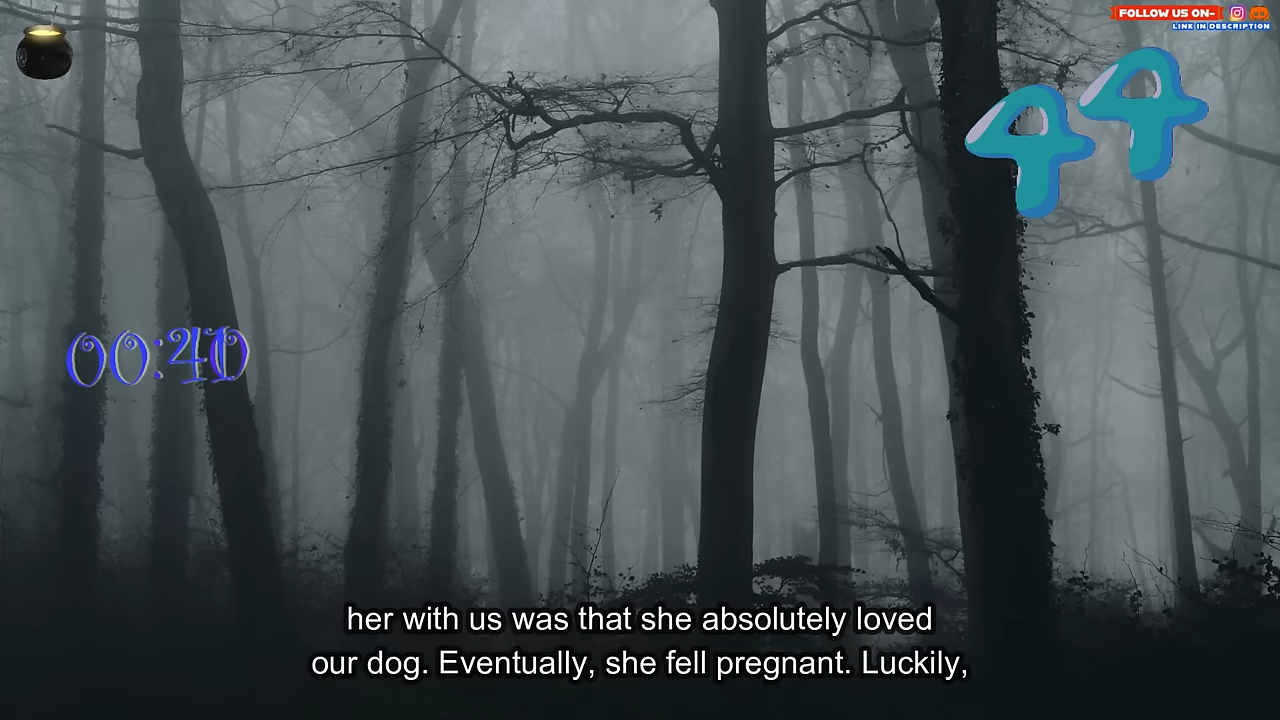 FOLLOW US ON-
LINK IN DESCRIPTION
44
00:40
her with us was that she absolutely loved
our dog. Eventually, she fell pregnant. Luckily,